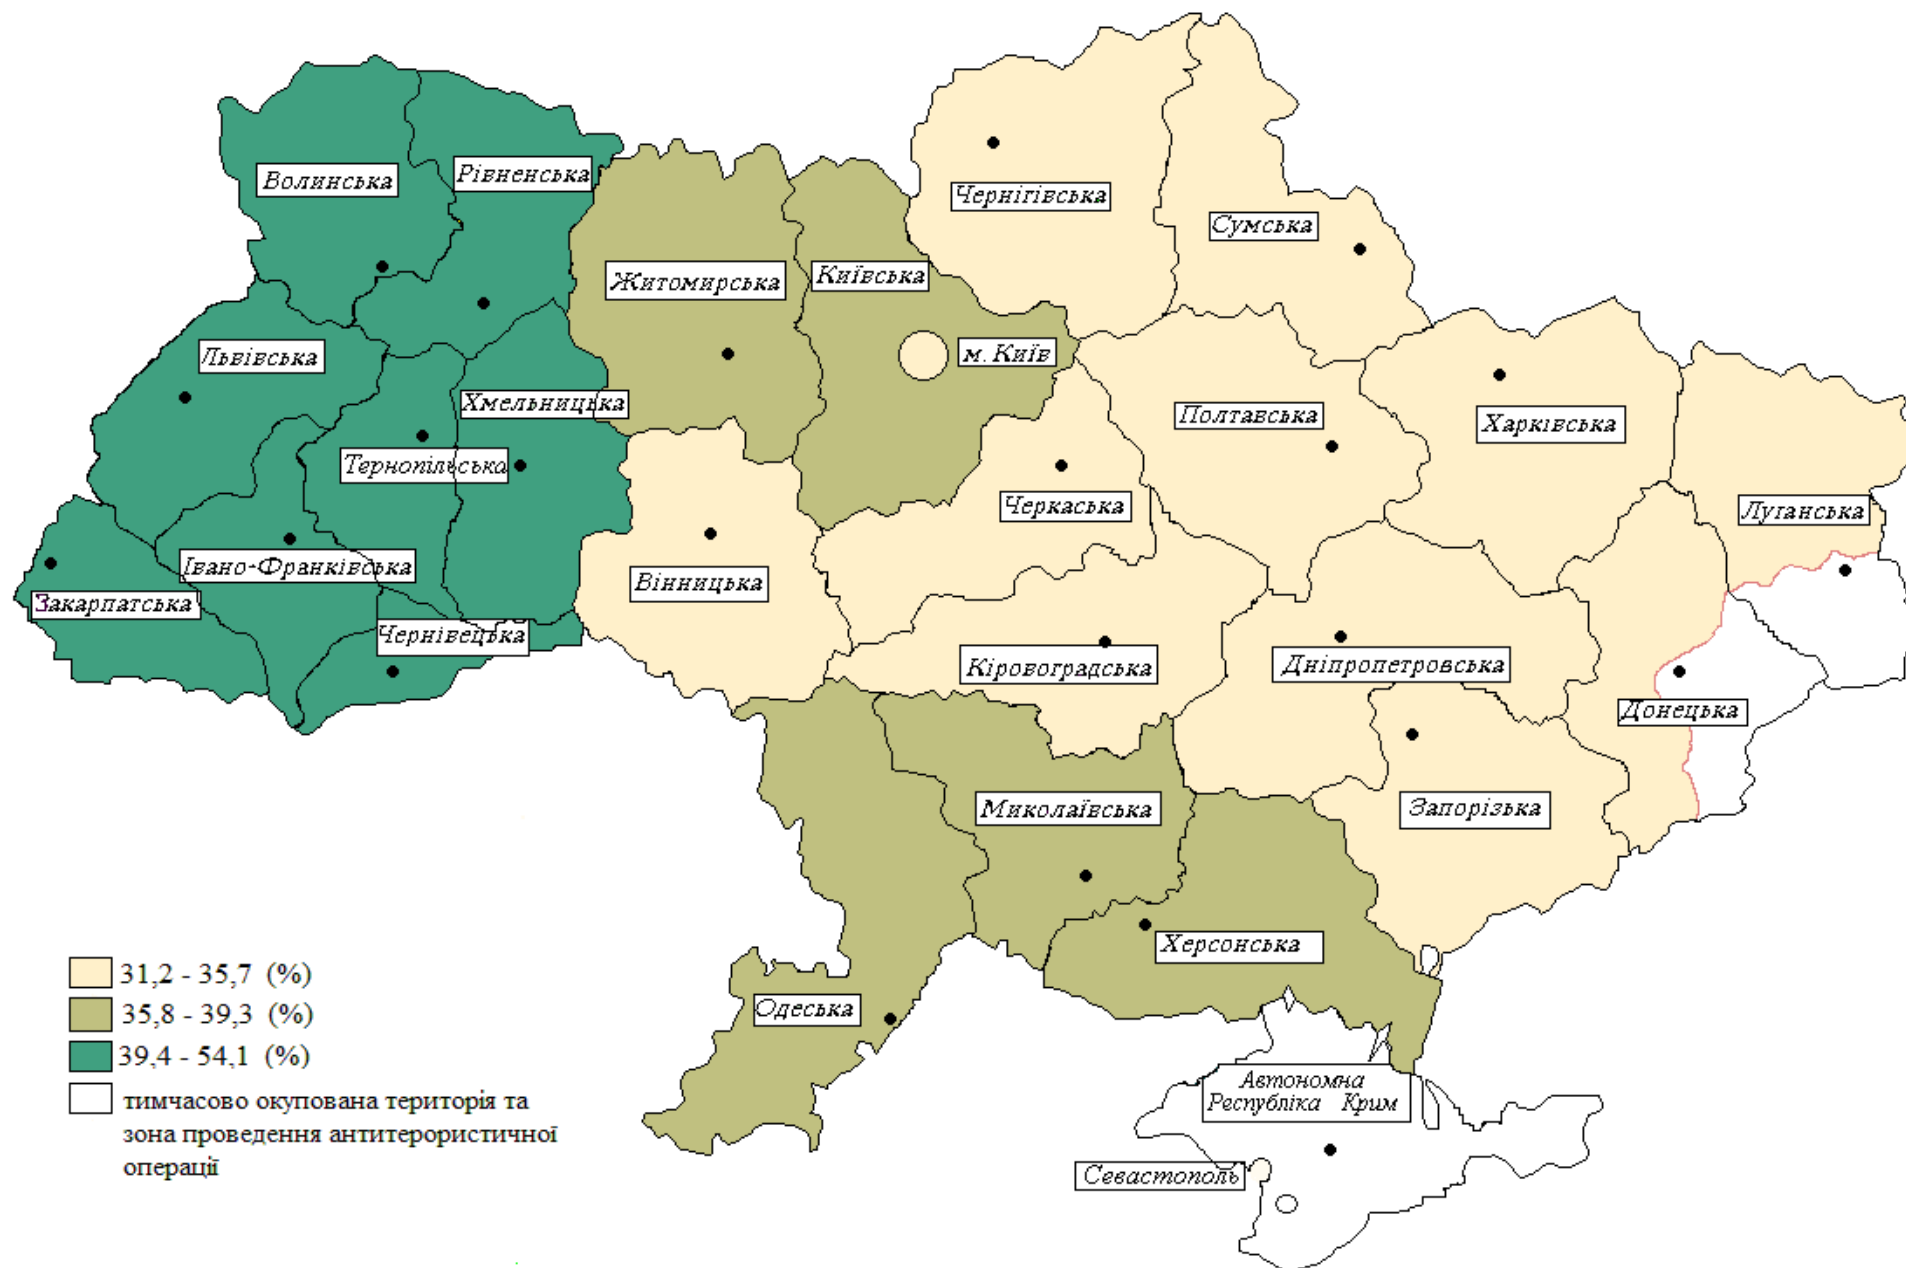 Чернігівська
Сумська
Волинська
Рівненська
Житомирська
Київська
м. Київ
Львівська
Хмельницька
Тернопільська
Полтавська
Харківська
Черкаська
Луганська
Івано-Франківська
Закарпатська
Чернівецька
Вінницька
Кіровоградська
Дніпропетровська
Донецька
Миколаївська
Запорізька
Херсонська
Одеська
31,2 - 35,7 (%)
35,8 - 39,3 (%)
39,4 - 54,1 (%)
тимчасово окупована територія та
зона проведення антитерористичної
операції
Автономна
Республіка Крим
Севастополь